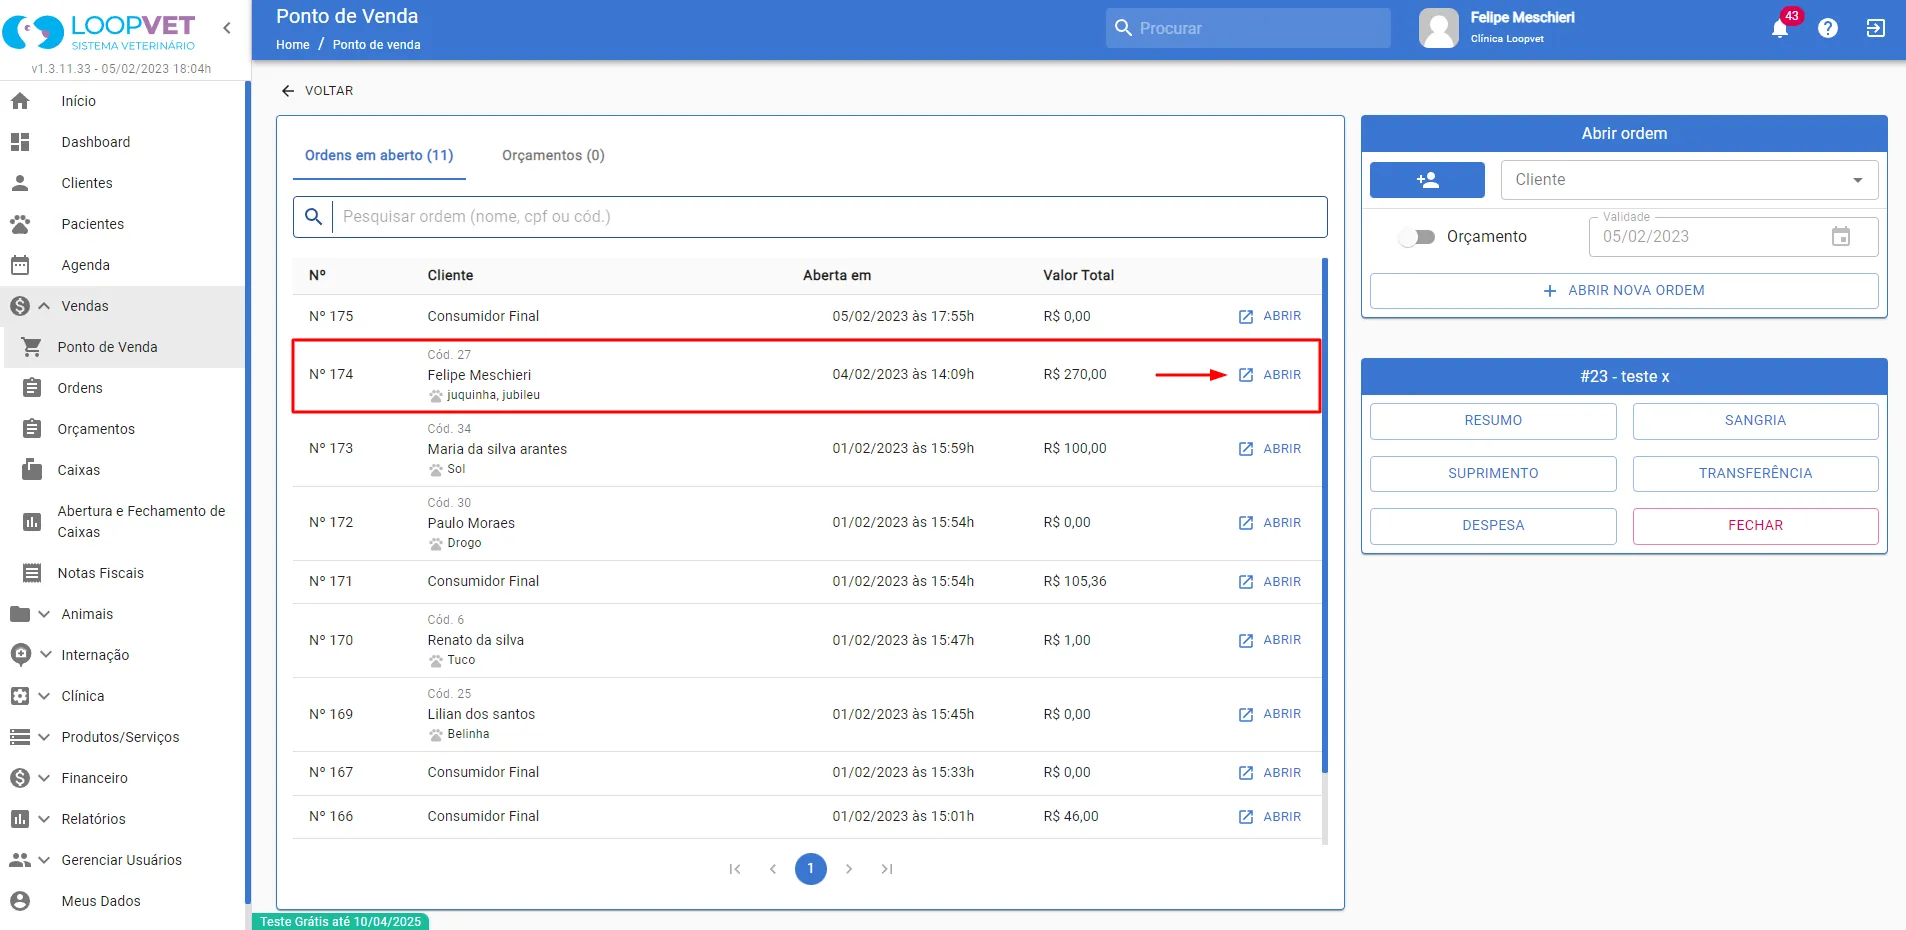 LOOPVET
SISTEMA VETERINÁRIO
v1.3.11.33 - 05/02/2023 18:04h
Início
Dashboard
Clientes
Pacientes
Agenda
Vendas
Ponto de Venda
Ordens
Orçamentos
Caixas
Abertura e Fechamento de
Caixas
Notas Fiscais
Animais
Internação
Clínica
Produtos/Serviços
Financeiro
Relatórios
Gerenciar Usuários
Meus Dados
Ponto de Venda
Home / Ponto de venda
Procurar
Felipe Meschieri
Clínica Loopvet
43
VOLTAR
Ordens em aberto (11)
Orçamentos (0)
Pesquisar ordem (nome, cpf ou cód.)
Nº Cliente Aberta em Valor Total
Nº 175 Consumidor Final 05/02/2023 às 17:55h R$ 0,00 ABRIR
Cód. 27
Nº 174 Felipe Meschieri 04/02/2023 às 14:09h R$ 270,00 ABRIR
juquinha, jubileu
Cód. 34
Nº 173 Maria da silva arantes 01/02/2023 às 15:59h R$ 100,00 ABRIR
Sol
Cód. 30
Nº 172 Paulo Moraes 01/02/2023 às 15:54h R$ 0,00 ABRIR
Drogo
Nº 171 Consumidor Final 01/02/2023 às 15:54h R$ 105,36 ABRIR
Cód. 6
Nº 170 Renato da silva 01/02/2023 às 15:47h R$ 1,00 ABRIR
Tuco
Cód. 25
Nº 169 Lilian dos santos 01/02/2023 às 15:45h R$ 0,00 ABRIR
Belinha
Nº 167 Consumidor Final 01/02/2023 às 15:33h R$ 0,00 ABRIR
Nº 166 Consumidor Final 01/02/2023 às 15:01h R$ 46,00 ABRIR
1
Abrir ordem
Cliente
Orçamento
Validade
05/02/2023
ABRIR NOVA ORDEM
#23 - teste x
RESUMO
SANGRIA
SUPRIMENTO
TRANSFERÊNCIA
DESPESA
FECHAR
Teste Grátis até 10/04/2025